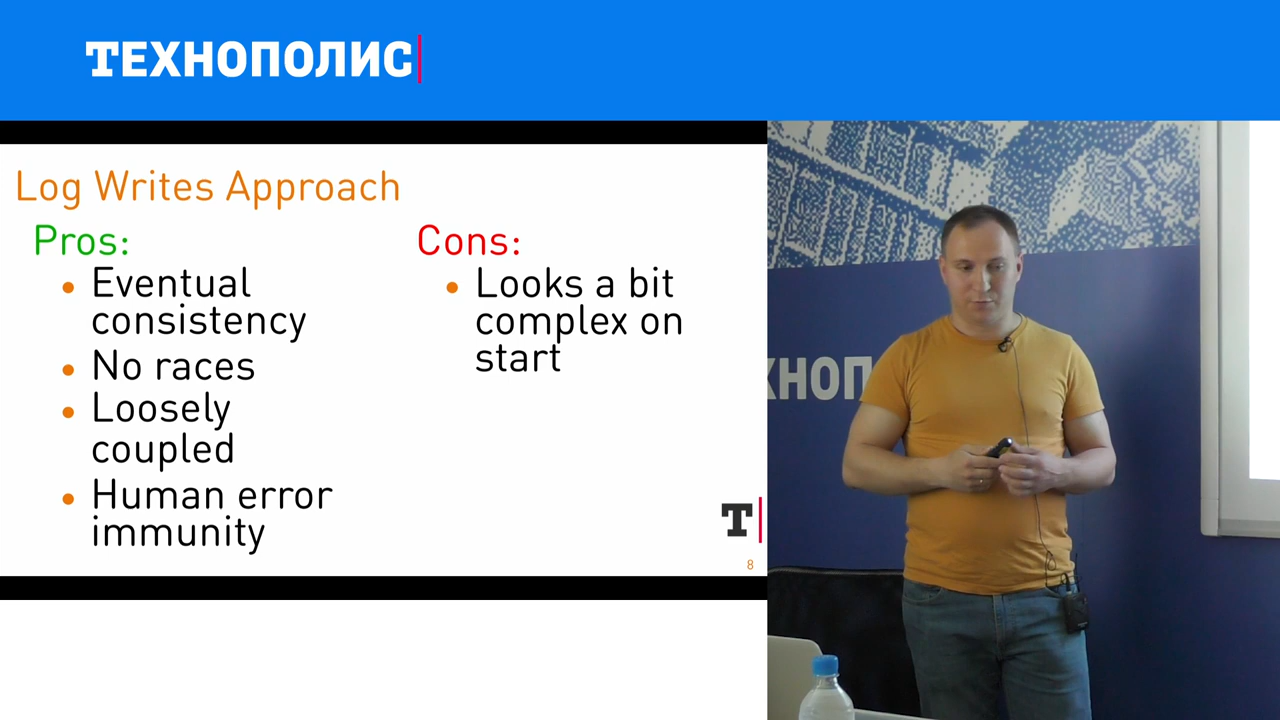 ТЕХНОПОЛИС
Log Writes Approach
Pros:
• Eventual
consistency
• No races
• Loosely
coupled
• Human error
immunity
Cons:
• Looks a bit
complex on
start
Т
8
ХНОП